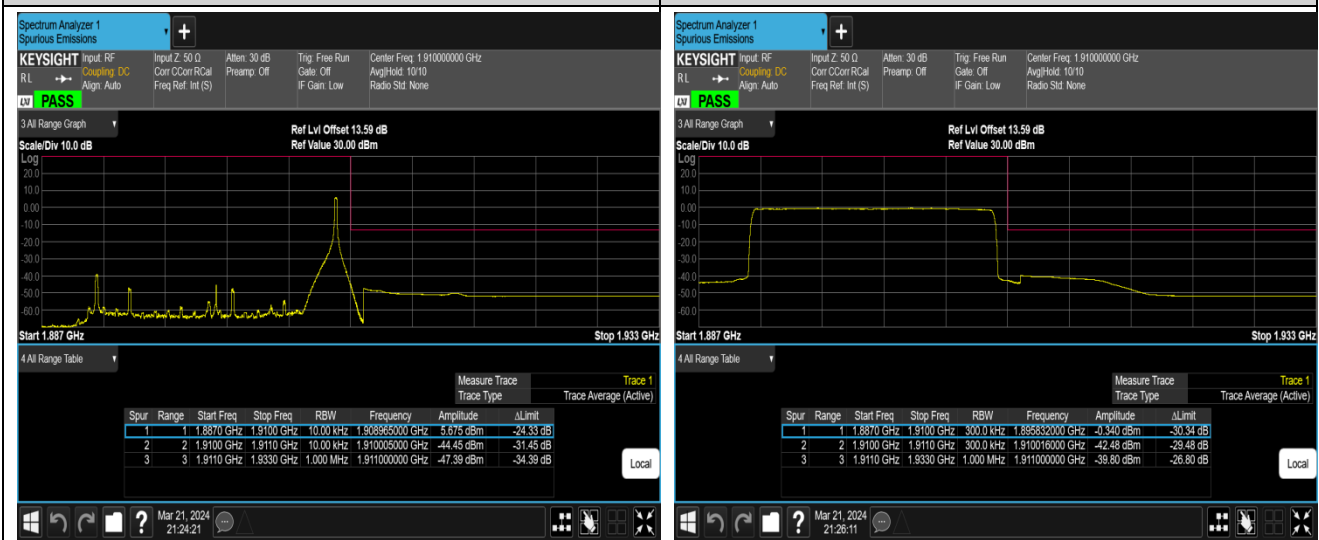 Spectrum Analyzer 1
Spurious Emissions
+
KEYSIGHT Input: RF Input Z: 50 Ω Atten: 30 dB Trig: Free Run Center Freq: 1.910000000 GHz
R L Coupling: DC Corr CCorr RCal Preamp: Off Gate: Off Avg|Hold: 10/10
Align: Auto Freq Ref: Int (S) IF Gain: Low Radio Std: None
LXI PASS
3 All Range Graph
Ref Lvl Offset 13.59 dB
Scale/Div 10.0 dB Ref Value 30.00 dBm
Log
20.0
10.0
0.00
-10.0
-20.0
-30.0
-40.0
-50.0
-60.0
Start 1.887 GHz Stop 1.933 GHz
4 All Range Table
Measure Trace Trace 1
Trace Type Trace Average (Active)
Spur Range Start Freq Stop Freq RBW Frequency Amplitude ΔLimit
1 1 1.8870 GHz 1.9100 GHz 10.00 kHz 1.908965000 GHz 5.675 dBm -24.33 dB
2 2 1.9100 GHz 1.9110 GHz 10.00 kHz 1.910005000 GHz -44.45 dBm -31.45 dB
3 3 1.9110 GHz 1.9330 GHz 1.000 MHz 1.911000000 GHz -47.39 dBm -34.39 dB
Local
? Mar 21, 2024
21:24:21
Spectrum Analyzer 1
Spurious Emissions
+
KEYSIGHT Input: RF Input Z: 50 Ω Atten: 30 dB Trig: Free Run Center Freq: 1.910000000 GHz
R L Coupling: DC Corr CCorr RCal Preamp: Off Gate: Off Avg|Hold: 10/10
Align: Auto Freq Ref: Int (S) IF Gain: Low Radio Std: None
LXI PASS
3 All Range Graph
Ref Lvl Offset 13.59 dB
Scale/Div 10.0 dB Ref Value 30.00 dBm
Log
20.0
10.0
0.00
-10.0
-20.0
-30.0
-40.0
-50.0
-60.0
Start 1.887 GHz Stop 1.933 GHz
4 All Range Table
Measure Trace Trace 1
Trace Type Trace Average (Active)
Spur Range Start Freq Stop Freq RBW Frequency Amplitude ΔLimit
1 1 1.8870 GHz 1.9100 GHz 300.0 kHz 1.895832000 GHz -0.340 dBm -30.34 dB
2 2 1.9100 GHz 1.9110 GHz 300.0 kHz 1.910016000 GHz -42.48 dBm -29.48 dB
3 3 1.9110 GHz 1.9330 GHz 1.000 MHz 1.911000000 GHz -39.80 dBm -26.80 dB
Local
? Mar 21, 2024
21:26:11